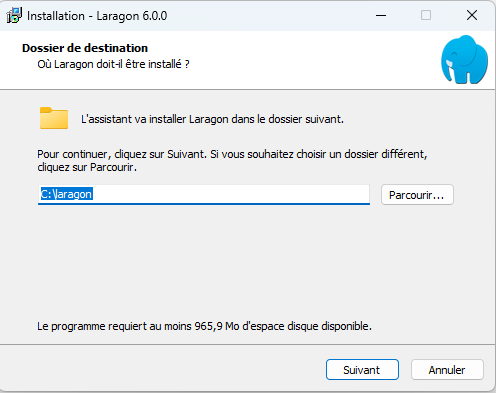 Installation - Laragon 6.0.0
Dossier de destination
Où Laragon doit-il être installé ?
L'assistant va installer Laragon dans le dossier suivant.
Pour continuer, cliquez sur Suivant. Si vous souhaitez choisir un dossier différent,
cliquez sur Parcourir.
C:\laragon
Parcourir...
Le programme requiert au moins 965,9 Mo d'espace disque disponible.
Suivant
Annuler